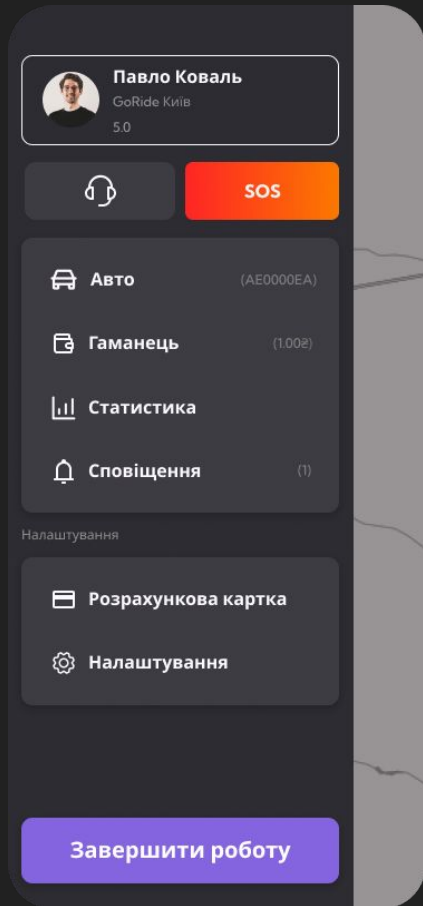 Павло Коваль
GoRide Київ
5.0
SOS
Авто (AE0000EA)
Гаманець (1.00₴)
Статистика
Сповіщення (1)
Налаштування
Розрахункова картка
Налаштування
Завершити роботу